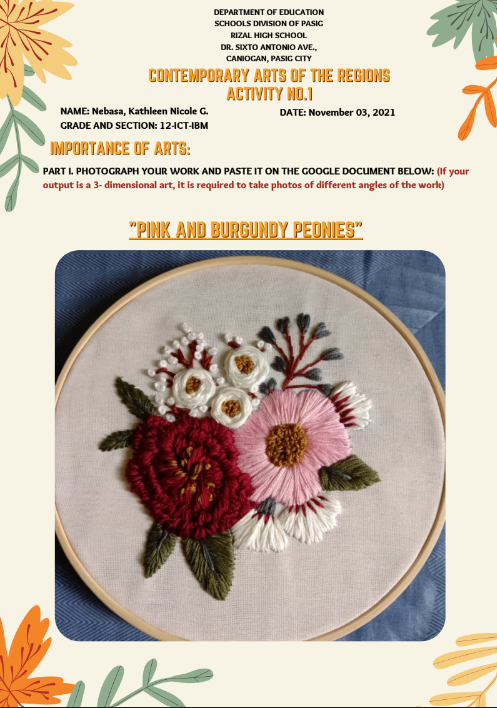 DEPARTMENT OF EDUCATION
SCHOOLS DIVISION OF PASIG
RIZAL HIGH SCHOOL
DR. SIXTO ANTONIO AVE.,
CANIOGAN, PASIG CITY
CONTEMPORARY ARTS OF THE REGIONS
ACTIVITY NO.1
NAME: Nebasa, Kathleen Nicole G.
DATE: November 03, 2021
GRADE AND SECTION: 12-ICT-IBM
IMPORTANCE OF ARTS:
PART I. PHOTOGRAPH YOUR WORK AND PASTE IT ON THE GOOGLE DOCUMENT BELOW: (If your
output is a 3- dimensional art, it is required to take photos of different angles of the work)
"PINK AND BURGUNDY PEONIES"